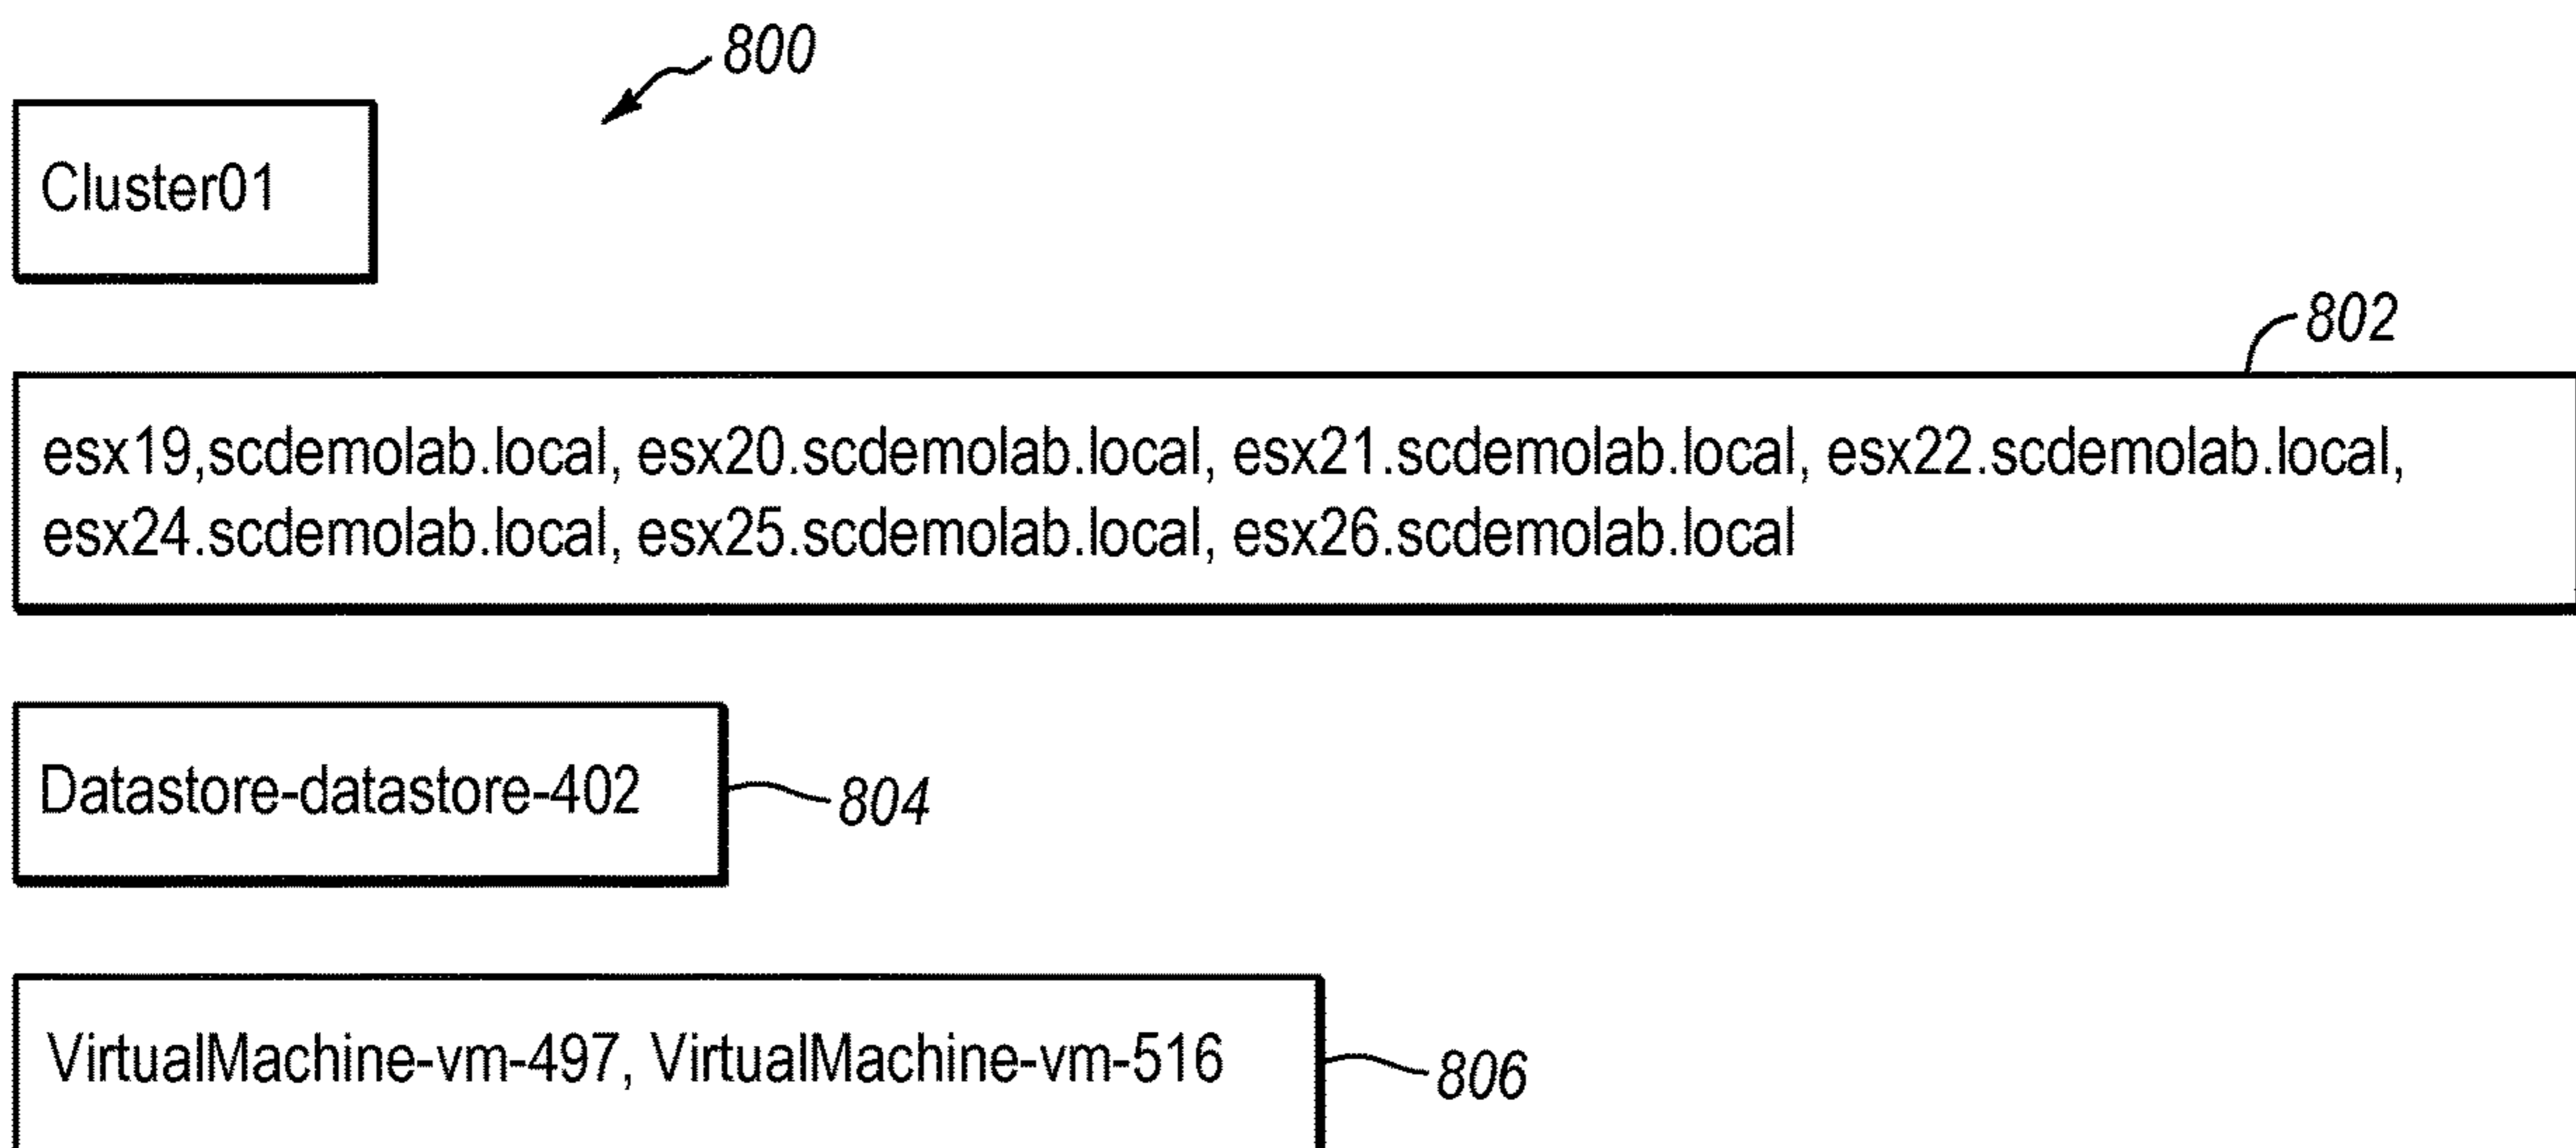 800
Cluster01
802
esx19,scdemolab.local, esx20.scdemolab.local, esx21.scdemolab.local, esx22.scdemolab.local,
esx24.scdemolab.local, esx25.scdemolab.local, esx26.scdemolab.local
Datastore-datastore-402
804
VirtualMachine-vm-497, VirtualMachine-vm-516
806